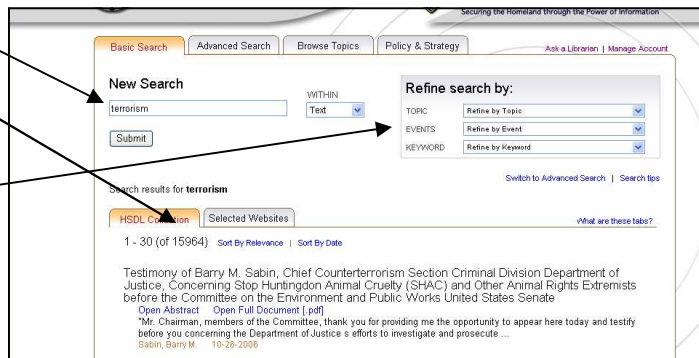 Securing the Homeland through the Power of Information
Basic Search Advanced Search Browse Topics Policy & Strategy Ask a Librarian | Manage Account
New Search
WITHIN
terrorism Text
Submit
Refine search by:
TOPIC Refine by Topic
EVENTS Refine by Event
KEYWORD Refine by Keyword
Switch to Advanced Search | Search tips
Search results for terrorism
HSDL Collection Selected Websites What are these tabs?
1 - 30 (of 15964) Sort By Relevance | Sort By Date
Testimony of Barry M. Sabin, Chief Counterterrorism Section Criminal Division Department of
Justice, Concerning Stop Huntingdon Animal Cruelty (SHAC) and Other Animal Rights Extremists
before the Committee on the Environment and Public Works United States Senate
Open Abstract Open Full Document [.pdf]
"Mr. Chairman, members of the Committee, thank you for providing me the opportunity to appear here today and testify
before you concerning the Department of Justice s efforts to investigate and prosecute ...
Sabin, Barry M. 10-26-2006